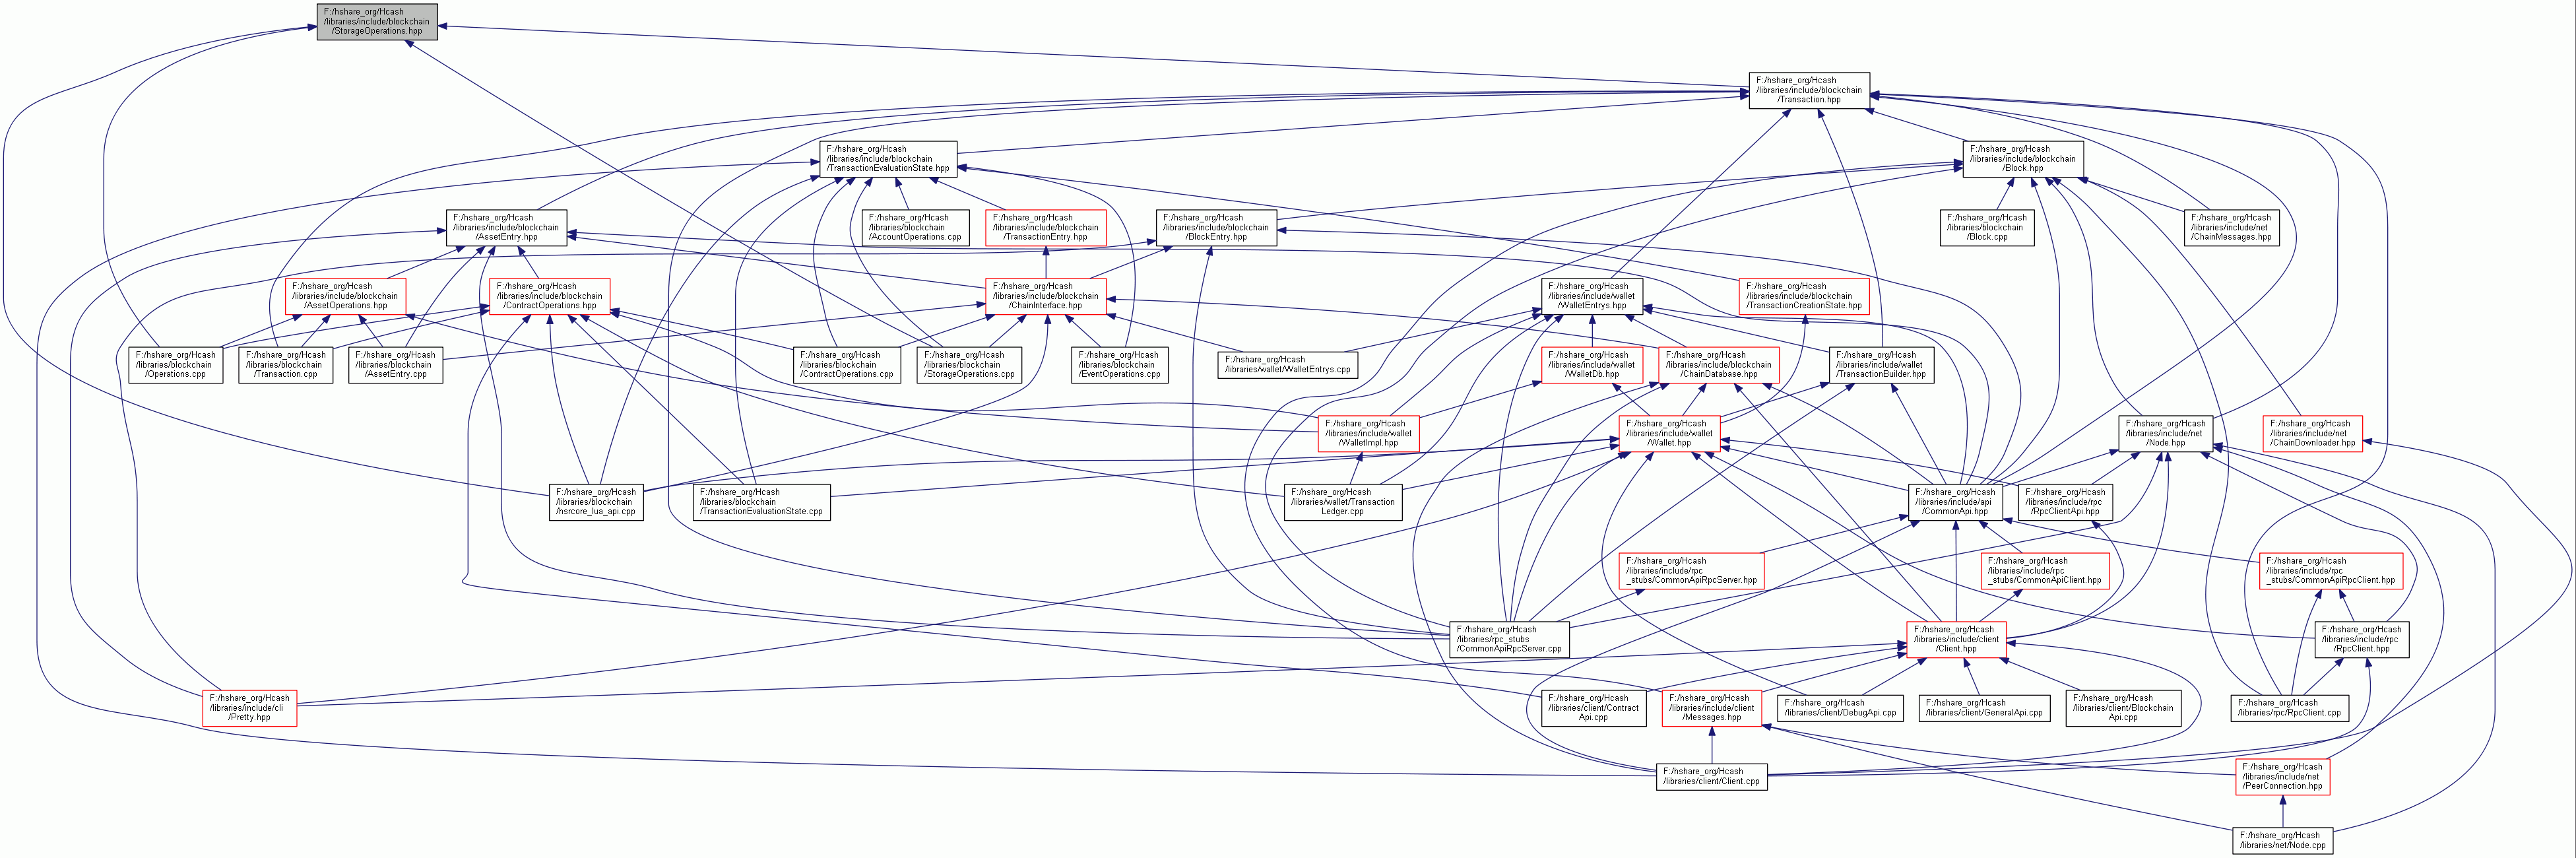 F:/hshare_org/Hcash
/libraries/include/blockchain
/StorageOperations.hpp
F:/hshare_org/Hcash
/libraries/include/blockchain
/Transaction.hpp
F:/hshare_org/Hcash
/libraries/include/blockchain
/TransactionEvaluationState.hpp
F:/hshare_org/Hcash
/libraries/include/blockchain
/Block.hpp
F:/hshare_org/Hcash
/libraries/include/blockchain
/AssetEntry.hpp
F:/hshare_org/Hcash
/libraries/blockchain
/AccountOperations.cpp
F:/hshare_org/Hcash
/libraries/include/blockchain
/TransactionEntry.hpp
F:/hshare_org/Hcash
/libraries/include/blockchain
/BlockEntry.hpp
F:/hshare_org/Hcash
/libraries/blockchain
/Block.cpp
F:/hshare_org/Hcash
/libraries/include/net
/ChainMessages.hpp
F:/hshare_org/Hcash
/libraries/include/blockchain
/AssetOperations.hpp
F:/hshare_org/Hcash
/libraries/include/blockchain
/ContractOperations.hpp
F:/hshare_org/Hcash
/libraries/include/blockchain
/ChainInterface.hpp
F:/hshare_org/Hcash
/libraries/include/wallet
/WalletEntrys.hpp
F:/hshare_org/Hcash
/libraries/include/blockchain
/TransactionCreationState.hpp
F:/hshare_org/Hcash
/libraries/blockchain
/Operations.cpp
F:/hshare_org/Hcash
/libraries/blockchain
/Transaction.cpp
F:/hshare_org/Hcash
/libraries/blockchain
/AssetEntry.cpp
F:/hshare_org/Hcash
/libraries/blockchain
/ContractOperations.cpp
F:/hshare_org/Hcash
/libraries/blockchain
/StorageOperations.cpp
F:/hshare_org/Hcash
/libraries/blockchain
/EventOperations.cpp
F:/hshare_org/Hcash
/libraries/wallet/WalletEntrys.cpp
F:/hshare_org/Hcash
/libraries/include/wallet
/WalletDb.hpp
F:/hshare_org/Hcash
/libraries/include/blockchain
/ChainDatabase.hpp
F:/hshare_org/Hcash
/libraries/include/wallet
/TransactionBuilder.hpp
F:/hshare_org/Hcash
/libraries/include/wallet
/WalletImpl.hpp
F:/hshare_org/Hcash
/libraries/include/wallet
/Wallet.hpp
F:/hshare_org/Hcash
/libraries/include/net
/Node.hpp
F:/hshare_org/Hcash
/libraries/include/net
/ChainDownloader.hpp
F:/hshare_org/Hcash
/libraries/blockchain
/hsrcore_lua_api.cpp
F:/hshare_org/Hcash
/libraries/blockchain
/TransactionEvaluationState.cpp
F:/hshare_org/Hcash
/libraries/wallet/Transaction
Ledger.cpp
F:/hshare_org/Hcash
/libraries/include/api
/CommonApi.hpp
F:/hshare_org/Hcash
/libraries/include/rpc
/RpcClientApi.hpp
F:/hshare_org/Hcash
/libraries/include/rpc
_stubs/CommonApiRpcServer.hpp
F:/hshare_org/Hcash
/libraries/include/rpc
_stubs/CommonApiClient.hpp
F:/hshare_org/Hcash
/libraries/include/rpc
_stubs/CommonApiRpcClient.hpp
F:/hshare_org/Hcash
/libraries/rpc_stubs
/CommonApiRpcServer.cpp
F:/hshare_org/Hcash
/libraries/include/client
/Client.hpp
F:/hshare_org/Hcash
/libraries/include/rpc
/RpcClient.hpp
F:/hshare_org/Hcash
/libraries/include/cli
/Pretty.hpp
F:/hshare_org/Hcash
/libraries/client/Contract
Api.cpp
F:/hshare_org/Hcash
/libraries/include/client
/Messages.hpp
F:/hshare_org/Hcash
/libraries/client/DebugApi.cpp
F:/hshare_org/Hcash
/libraries/client/GeneralApi.cpp
F:/hshare_org/Hcash
/libraries/client/Blockchain
Api.cpp
F:/hshare_org/Hcash
/libraries/rpc/RpcClient.cpp
F:/hshare_org/Hcash
/libraries/client/Client.cpp
F:/hshare_org/Hcash
/libraries/include/net
/PeerConnection.hpp
F:/hshare_org/Hcash
/libraries/net/Node.cpp